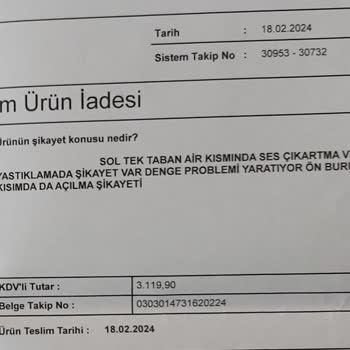 Tarih : 18.02.2024
Sistem Takip No : 30953 - 30732
m Ürün İadesi
Ürünün şikayet konusu nedir?
SOL TEK TABAN AİR KISMINDA SES ÇIKARTMA
YASTIKLAMADA ŞİKAYET VAR DENGE PROBLEMİ YARATIYOR ÖN
KISIMDA DA AÇILMA ŞİKAYETİ
KDV'li Tutar : 3.119,90
Belge Takip No : 0303014731620224
Ürün Teslim Tarihi : 18.02.2024